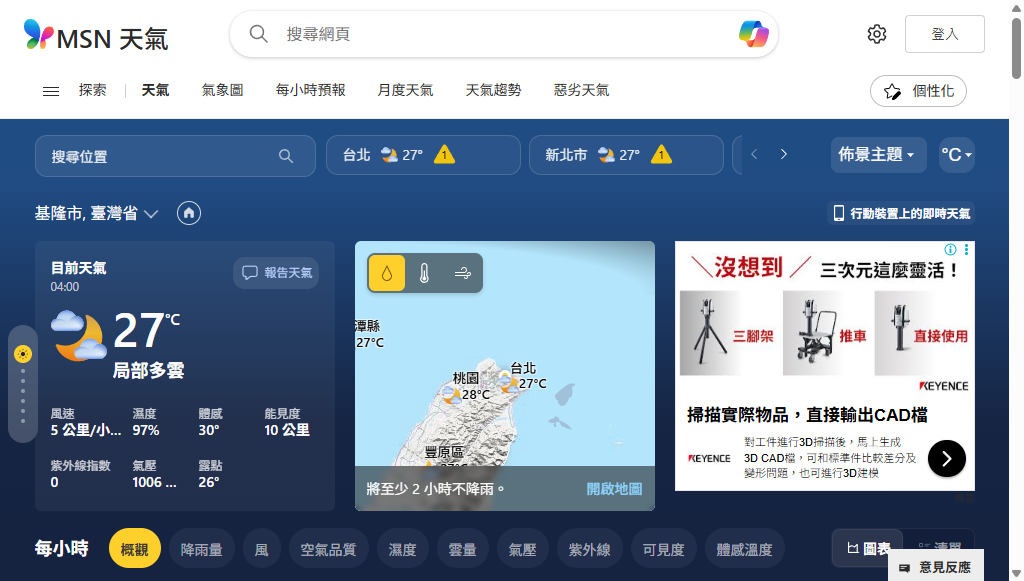 MSN 天氣
搜尋網頁
登入
探索
天氣
氣象圖
每小時預報
月度天氣
天氣趨勢
惡劣天氣
個性化
搜尋位置
台北 27° 1
新北市 27° 1
佈景主題
°C
基隆市, 臺灣省
行動裝置上的即時天氣
目前天氣
04:00
報告天氣
27°C
局部多雲
風速
5 公里/小...
濕度
97%
體感
30°
能見度
10 公里
紫外線指數
0
氣壓
1006 ...
露點
26°
潭縣
27°C
台北
27°C
桃園
28°C
豐原區
將至少 2 小時不降雨。
開啟地圖
沒想到
三次元這麼靈活！
三腳架
推車
直接使用
KEYENCE
掃描實際物品，直接輸出CAD檔
KEYENCE
對工件進行3D掃描後，馬上生成
3D CAD檔，可和標準件比較差分及
變形問題，也可進行3D建模
每小時
概觀
降雨量
風
空氣品質
濕度
雲量
氣壓
紫外線
可見度
體感溫度
圖表
意見反應